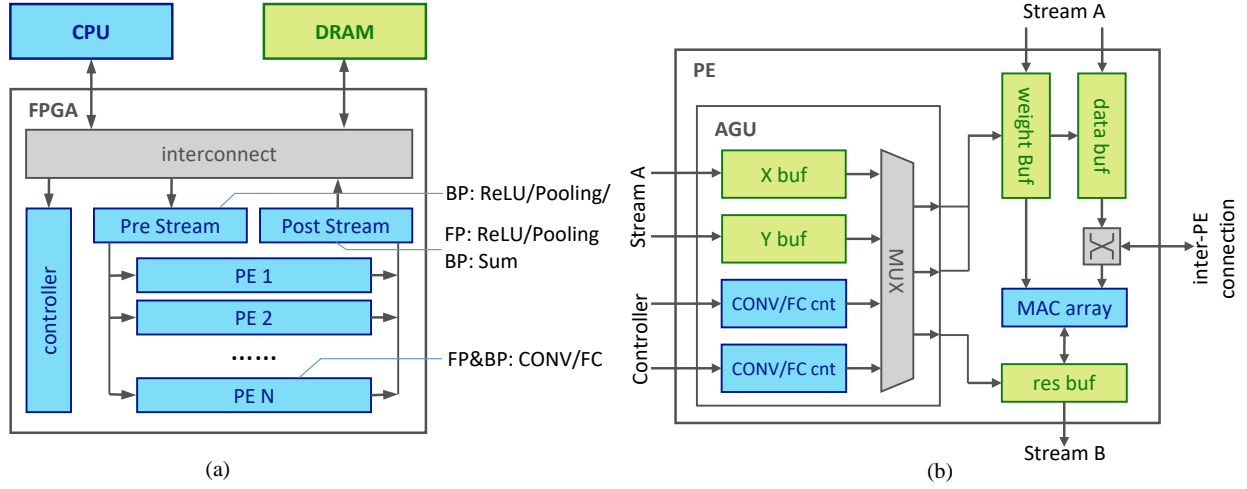 CPU
DRAM
FPGA
interconnect
controller
Pre Stream
Post Stream
PE 1
PE 2
......
PE N
BP: ReLU/Pooling/
FP: ReLU/Pooling
BP: Sum
FP&BP: CONV/FC
(a)
Stream A
PE
AGU
X buf
Y buf
CONV/FC cnt
CONV/FC cnt
MUX
Stream A
Controller
weight Buf
data buf
inter-PE
connection
MAC array
res buf
Stream B
(b)